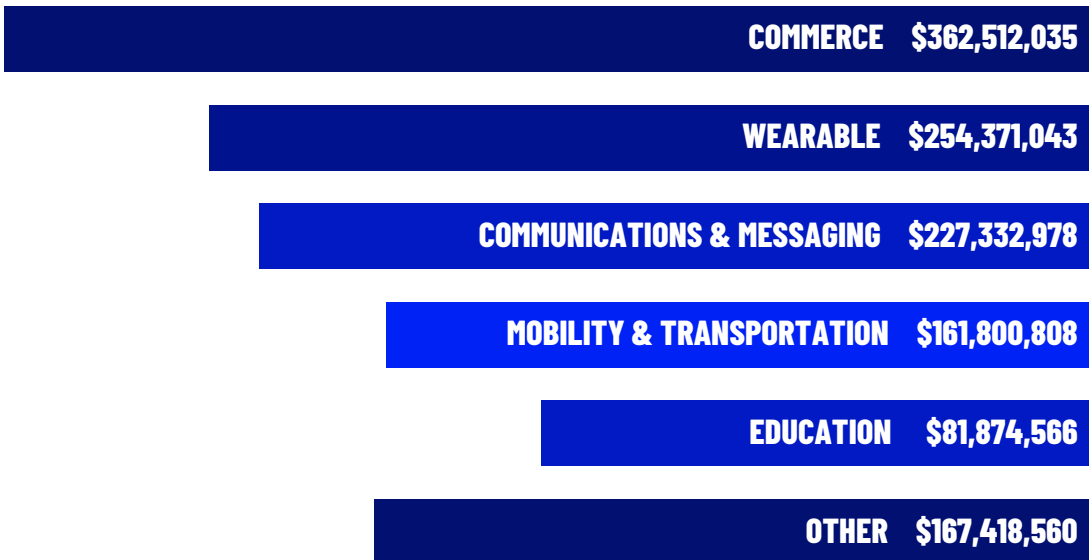 COMMERCE $362,512,035
WEARABLE $254,371,043
COMMUNICATIONS & MESSAGING $227,332,978
MOBILITY & TRANSPORTATION $161,800,808
EDUCATION $81,874,566
OTHER $167,418,560